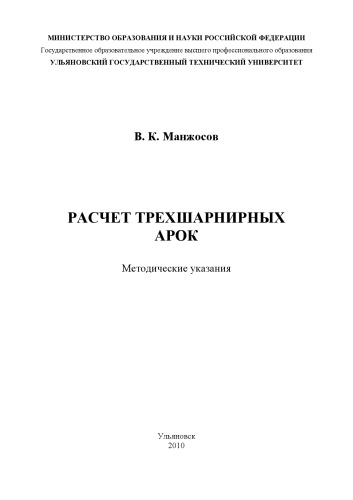 МИНИСТЕРСТВО ОБРАЗОВАНИЯ И НАУКИ РОССИЙСКОЙ ФЕДЕРАЦИИ
Государственное образовательное учреждение высшего профессионального образования
УЛЬЯНОВСКИЙ ГОСУДАРСТВЕННЫЙ ТЕХНИЧЕСКИЙ УНИВЕРСИТЕТ
В. К. Манжосов
РАСЧЕТ ТРЕХШАРНИРНЫХ
АРОК
Методические указания
Ульяновск
2010